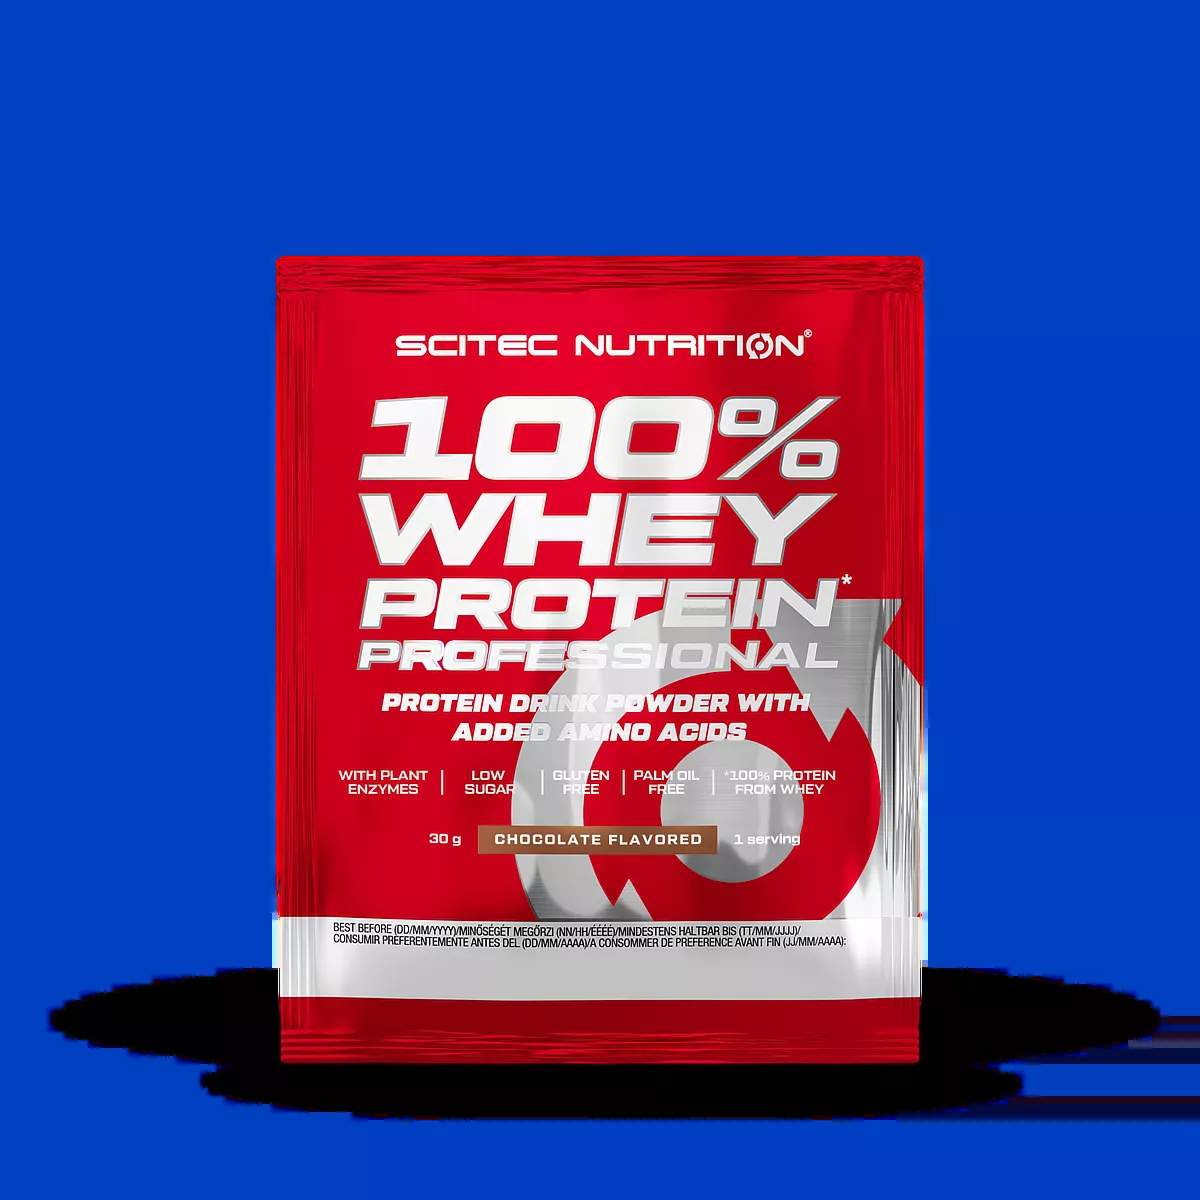 SCITEC NUTRITION®
100%
WHEY
PROTEIN*
PROFESSIONAL
PROTEIN DRINK POWDER WITH
ADDED AMINO ACIDS
WITH PLANT ENZYMES | LOW SUGAR | GLUTEN FREE | PALM OIL FREE | *100% PROTEIN FROM WHEY
30 g CHOCOLATE FLAVORED 1 serving
BEST BEFORE (DD/MM/YYYY)/MINŐSÉGÉT MEGŐRZI (NN/HH/ÉÉÉÉ)/MINDESTENS HALTBAR BIS (TT/MM/JJJJ)/
CONSUMIR PREFERENTEMENTE ANTES DEL (DD/MM/AAAA)/A CONSOMMER DE PREFERENCE AVANT FIN (JJ/MM/AAAA):